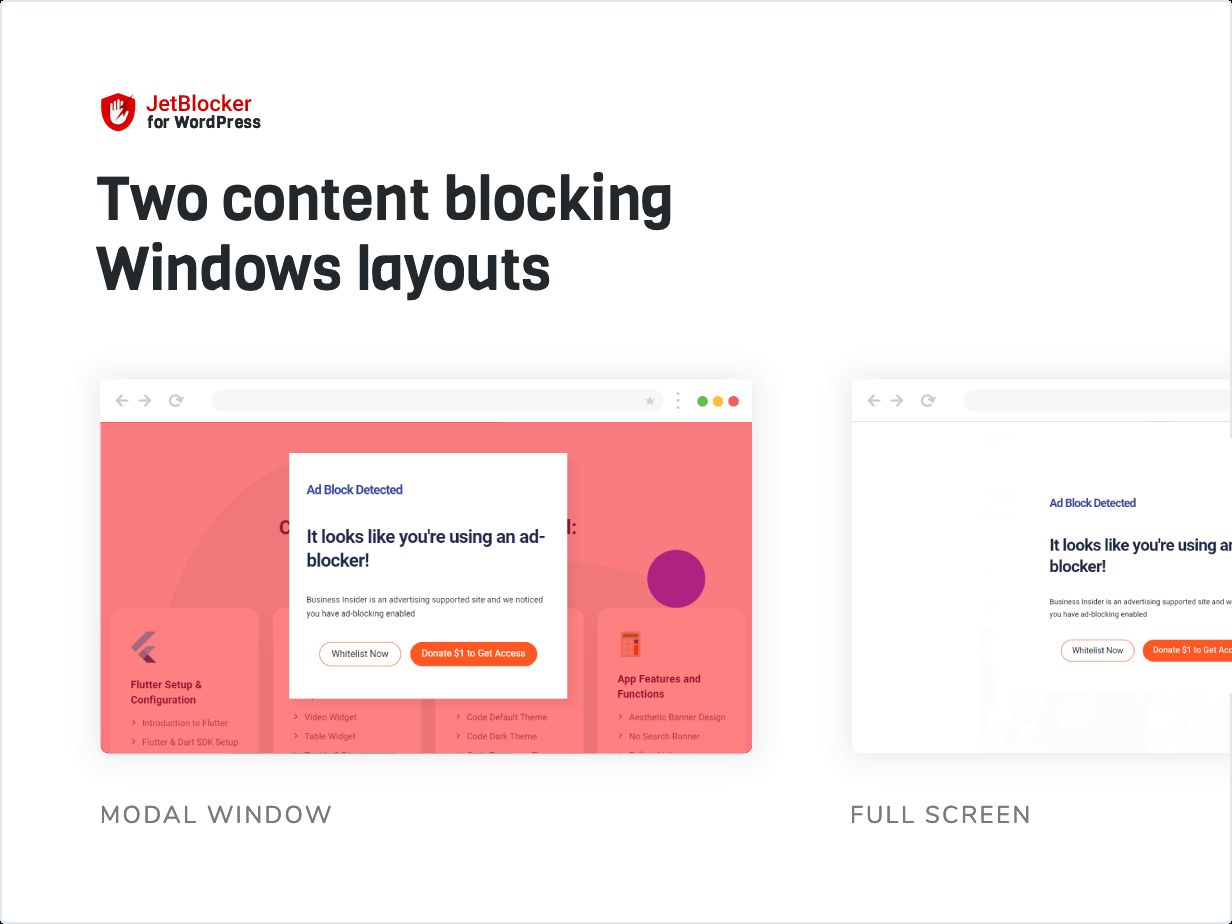 JetBlocker
for WordPress
Two content blocking
Windows layouts
Ad Block Detected
It looks like you're using an ad-
blocker!
Business Insider is an advertising supported site and we noticed
you have ad-blocking enabled
Whitelist Now
Donate $1 to Get Access
Flutter Setup &
Configuration
Introduction to Flutter
Flutter & Dart SDK Setup
Video Widget
Table Widget
Code Default Theme
Code Dark Theme
App Features and
Functions
Aesthetic Banner Design
No Search Banner
MODAL WINDOW
Ad Block Detected
It looks like you're using
blocker!
Business Insider is an advertising supported site and
you have ad-blocking enabled
Whitelist Now
Donate $1 to Get
FULL SCREEN